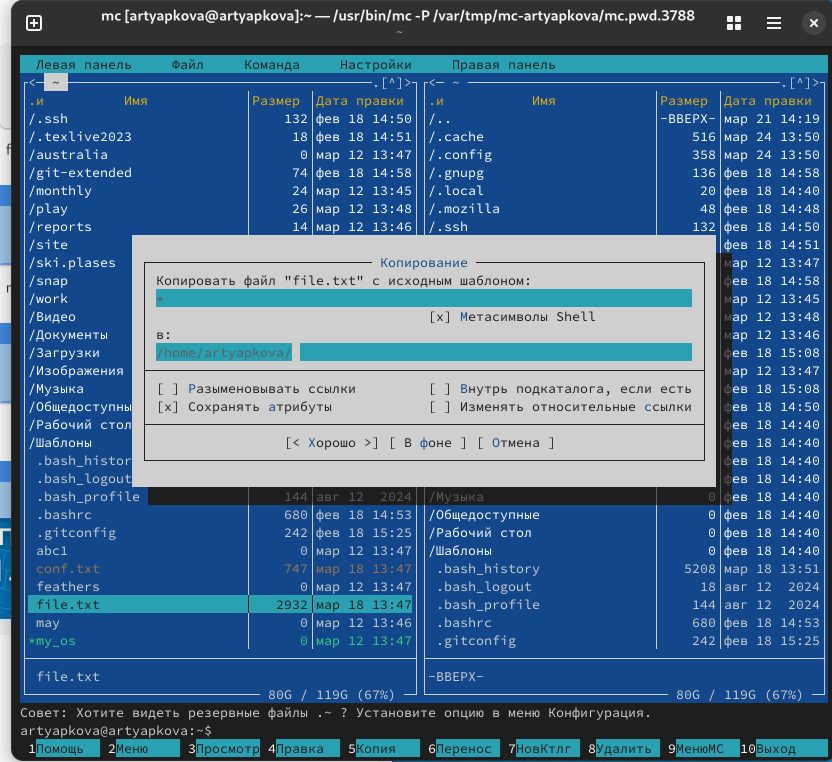 mc [artyapkova@artyapkova]:~ — /usr/bin/mc -P /var/tmp/mc-artyapkova/mc.pwd.3788
~
Левая панель Файл Команда Настройки Правая панель
<— ~ .[^]> <— ~ .[^]>
.и Имя Размер Дата правки .и Имя Размер Дата правки
/.ssh 132 фев 18 14:50 /.. -ВВЕРХ- мар 21 14:19
/.texlive2023 18 фев 18 14:51 /.cache 516 мар 24 13:50
/australia 0 мар 12 13:47 /.config 358 мар 24 13:50
/git-extended 74 фев 18 14:58 /.gnupg 136 фев 18 14:58
/monthly 24 мар 12 13:45 /.local 20 фев 18 14:40
/play 26 мар 12 13:48 /.mozilla 48 фев 18 14:48
/reports 14 мар 12 13:46 /.ssh 132 фев 18 14:50
/site фев 18 14:51
/ski.plases мар 12 13:47
/snap фев 18 14:58
/work мар 12 13:45
/Видео мар 12 13:48
/Документы мар 12 13:46
/Загрузки фев 18 15:08
/Изображения мар 12 13:47
/Музыка фев 18 15:08
/Общедоступны фев 18 14:50
/Рабочий стол фев 18 14:40
/Шаблоны фев 18 14:40
.bash_histor фев 18 14:40
.bash_logout фев 18 14:40
Копирование
Копировать файл "file.txt" с исходным шаблоном:
*
[x] Метасимволы Shell
в:
/home/artyapkova/
[ ] Разыменовывать ссылки [ ] Внутрь подкаталога, если есть
[x] Сохранять атрибуты [ ] Изменять относительные ссылки
[< Хорошо >] [ В фоне ] [ Отмена ]
.bash_profile 144 авг 12 2024 /Музыка 0 фев 18 14:40
.bashrc 680 фев 18 14:53 /Общедоступные 0 фев 18 14:40
.gitconfig 242 фев 18 15:25 /Рабочий стол 0 фев 18 14:40
abc1 0 мар 12 13:47 /Шаблоны 0 фев 18 14:40
conf.txt 747 мар 18 13:47 .bash_history 5208 мар 18 13:51
feathers 0 мар 12 13:47 .bash_logout 18 авг 12 2024
file.txt 2932 мар 18 13:47 .bash_profile 144 авг 12 2024
may 0 мар 12 13:46 .bashrc 680 фев 18 14:53
*my_os 0 мар 12 13:47 .gitconfig 242 фев 18 15:25
file.txt -ВВЕРХ-
80G / 119G (67%) 80G / 119G (67%)
Совет: Хотите видеть резервные файлы .~ ? Установите опцию в меню Конфигурация.
artyapkova@artyapkova:~$
1Помощь 2Меню 3Просмотр 4Правка 5Копия 6Перенос 7НовКтлг 8Удалить 9МенюМС 10Выход